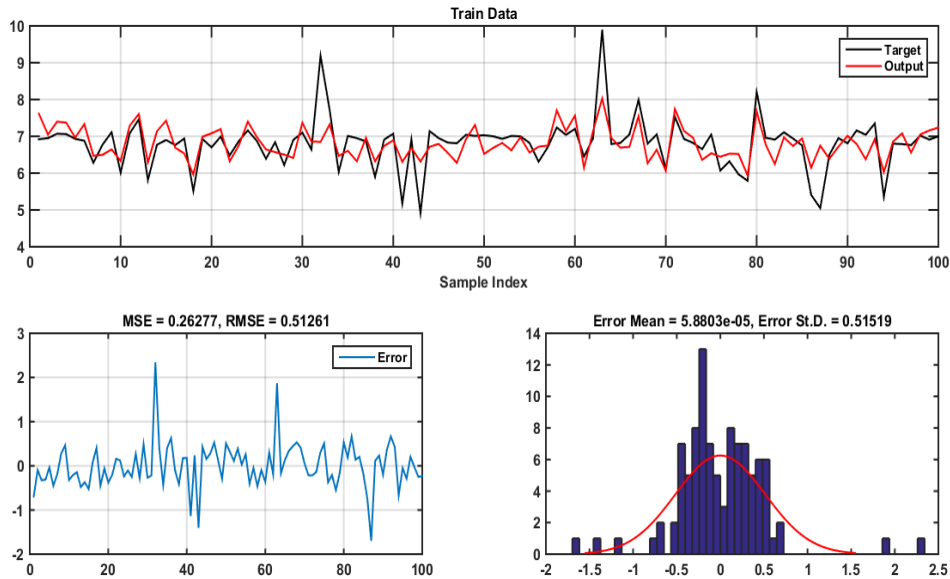 Train Data
10
9
8
7
6
5
4
Target
Output
0 10 20 30 40 50 60 70 80 90 100
Sample Index
MSE = 0.26277, RMSE = 0.51261
3
2
1
0
-1
-2
Error
0 20 40 60 80 100
Error Mean = 5.8803e-05, Error St.D. = 0.51519
14
12
10
8
6
4
2
0
-2 -1.5 -1 -0.5 0 0.5 1 1.5 2 2.5